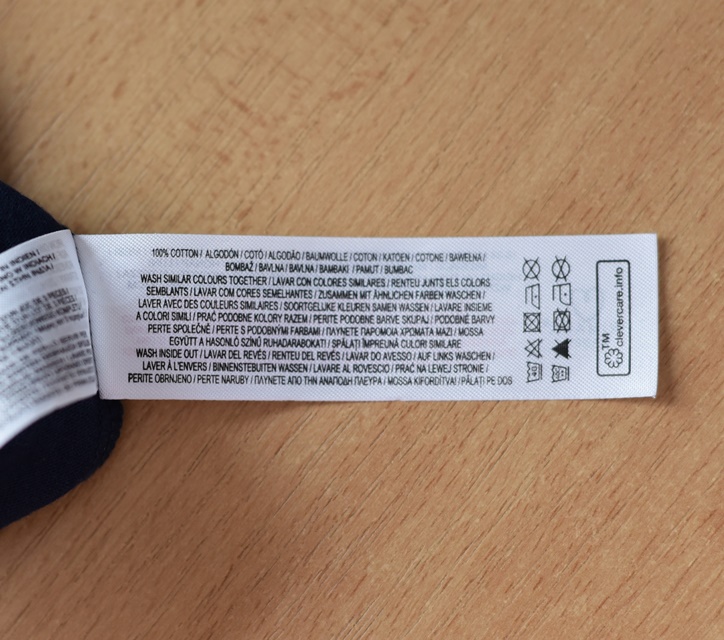 100% COTTON / ALGODÓN / COTÓ / ALGODÃO / BAUMWOLLE / COTON / KATOEN / COTONE / BAWEŁNA /
BOMBAŽ / BAVLNA / BAVLNA / BAMBAKI / PAMUT / BUMBAC
WASH SIMILAR COLOURS TOGETHER / LAVAR CON COLORES SIMILARES / RENTEU JUNTS ELS COLORS
SEMBLANTS / LAVAR COM CORES SEMELHANTES / ZUSAMMEN MIT ÄHNLICHEN FARBEN WASCHEN /
LAVER AVEC DES COULEURS SIMILAIRES / SOORTGELIJKE KLEUREN SAMEN WASSEN / LAVARE INSIEME
A COLORI SIMILI / PRAĆ PODOBNE KOLORY RAZEM / PERITE PODOBNE BARVE SKUPAJ / PODOBNÉ BARVY
PERTE SPOLEČNĚ / PERTE S PODOBNÝMI FARBAMI / ΠΛΥΝΕΤΕ ΠΑΡΟΜΟΙΑ ΧΡΩΜΑΤΑ ΜΑΖΙ / MOSSA
EGYÜTT A HASONLÓ SZÍNŰ RUHADARABOKAT! / SPĂLAȚI ÎMPREUNĂ CULORI SIMILARE
WASH INSIDE OUT / LAVAR DEL REVÉS / RENTEU DEL REVÉS / LAVAR DO AVESSO / AUF LINKS WASCHEN /
LAVER À L'ENVERS / BINNENSTEBUITEN WASSEN / LAVARE AL ROVESCIO / PRAĆ NA LEWEJ STRONIE /
PERITE OBRNJENO / PERTE NARUBY / ΠΛΥΝΕΤΕ ΑΠΟ ΤΗΝ ΑΝΑΠΟΔΗ ΠΛΕΥΡΑ / MOSSA KIFORDÍTVA! / PĂLAȚI PE DOS
TM
clevercare.info